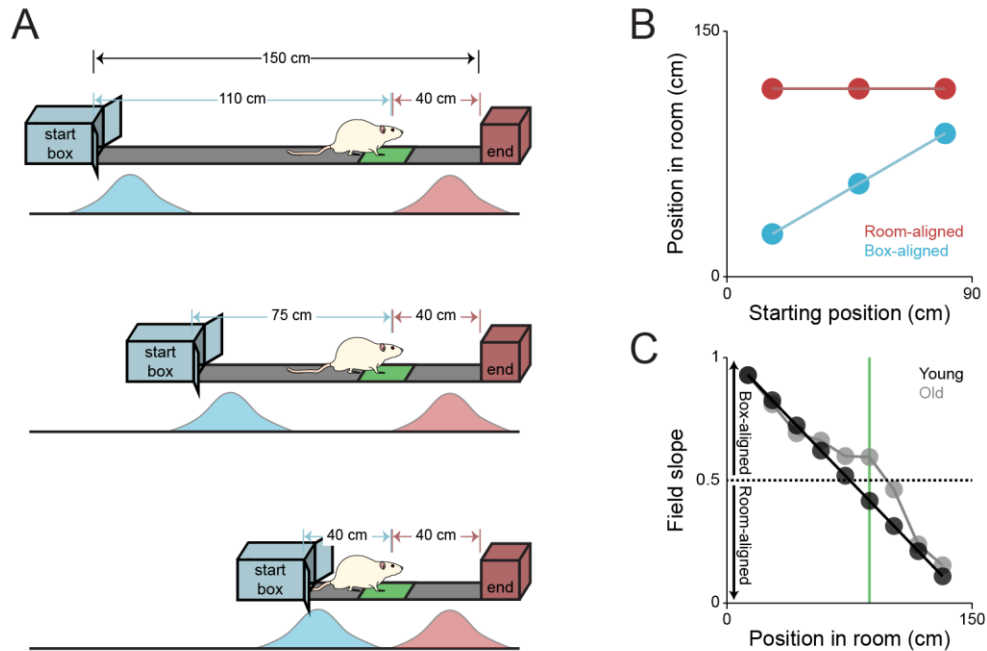 A
150 cm
110 cm
40 cm
start
box
end
75 cm
40 cm
start
box
end
40 cm
40 cm
start
box
end
B
150
Position in room (cm)
Room-aligned
Box-aligned
0
0
90
Starting position (cm)
C
1
Young
Old
Box-aligned
Field slope
0.5
Room-aligned
0
0
150
Position in room (cm)